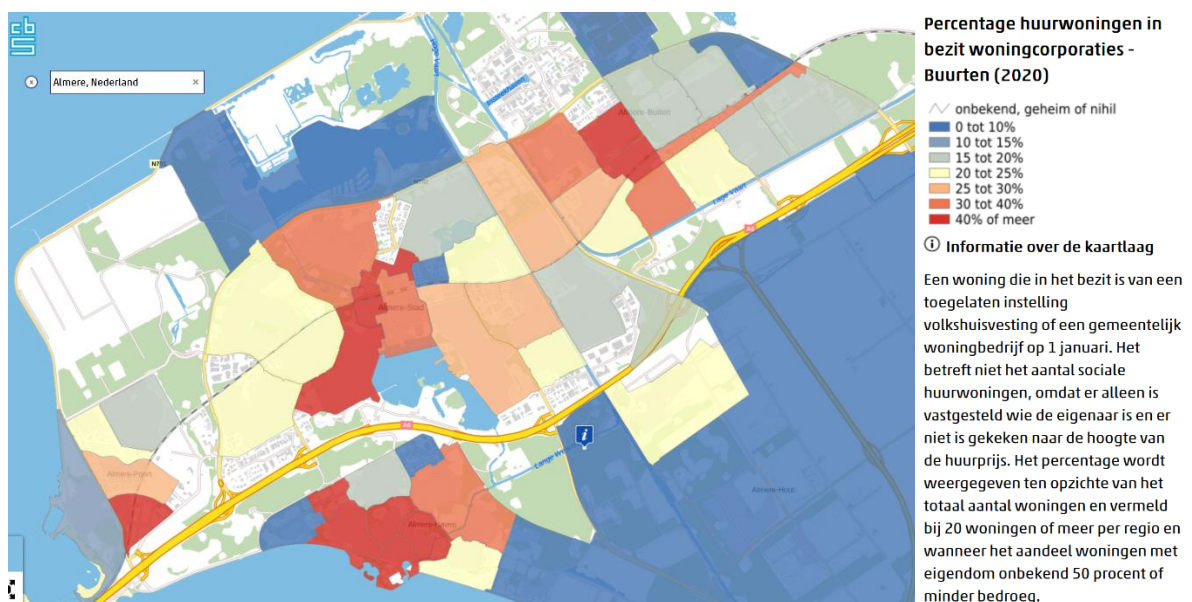 cb
Almere, Nederland
Percentage huurwoningen in
bezit woningcorporaties -
Buurten (2020)
onbekend, geheim of nihil
0 tot 10%
10 tot 15%
15 tot 20%
20 tot 25%
25 tot 30%
30 tot 40%
40% of meer
Informatie over de kaartlaag
Een woning die in het bezit is van een
toegelaten instelling
volkshuisvesting of een gemeentelijk
woningbedrijf op 1 januari. Het
betreft niet het aantal sociale
huurwoningen, omdat er alleen is
vastgesteld wie de eigenaar is en er
niet is gekeken naar de hoogte van
de huurprijs. Het percentage wordt
weergegeven ten opzichte van het
totaal aantal woningen en vermeld
bij 20 woningen of meer per regio en
wanneer het aandeel woningen met
eigendom onbekend 50 procent of
minder bedroeg.
Lage Vaart
Almere-Buiten
Lage Vaart
A6
Almere-Stad
A6
Almere-Poort
Almere-Hout
Almere-Haven